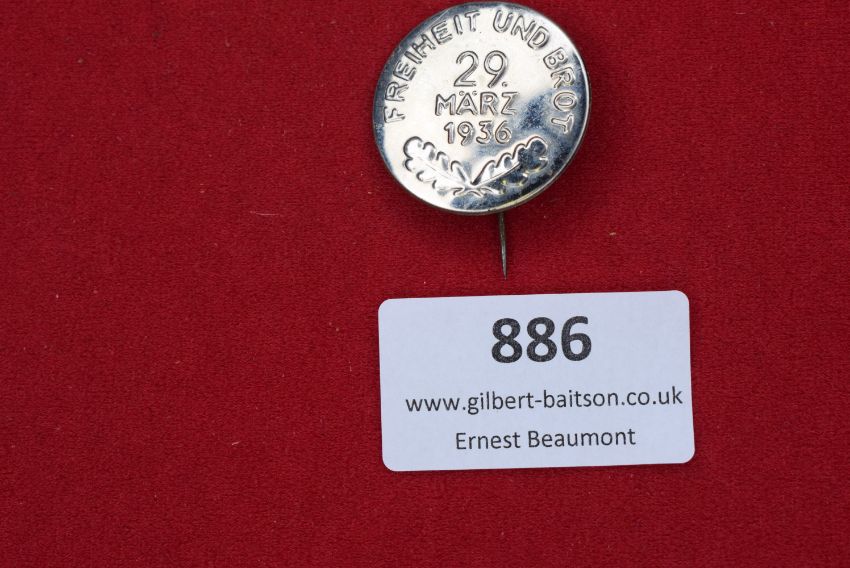 FREIHEIT UND BROT
29.
MÄRZ
1936
886
www.gilbert-baitson.co.uk
Ernest Beaumont